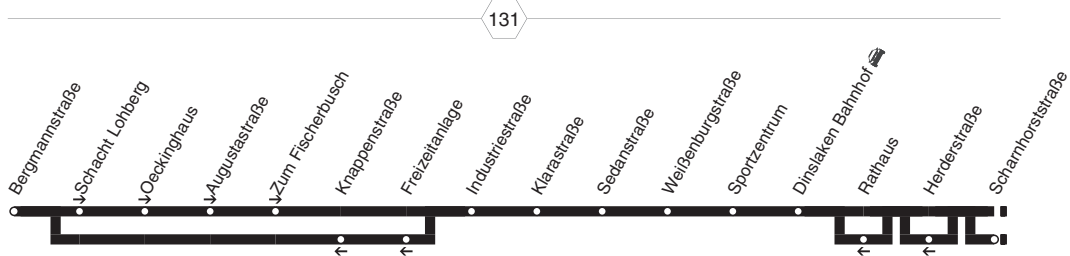 131
Bergmannstraße
Schacht Lohberg
Oeckinghaus
Augustastraße
Zum Fischerbusch
Knappenstraße
Freizeitanlage
Industriestraße
Klarastraße
Sedanstraße
Weißenburgstraße
Sportzentrum
Dinslaken Bahnhof
Rathaus
Herderstraße
Scharnhorststraße